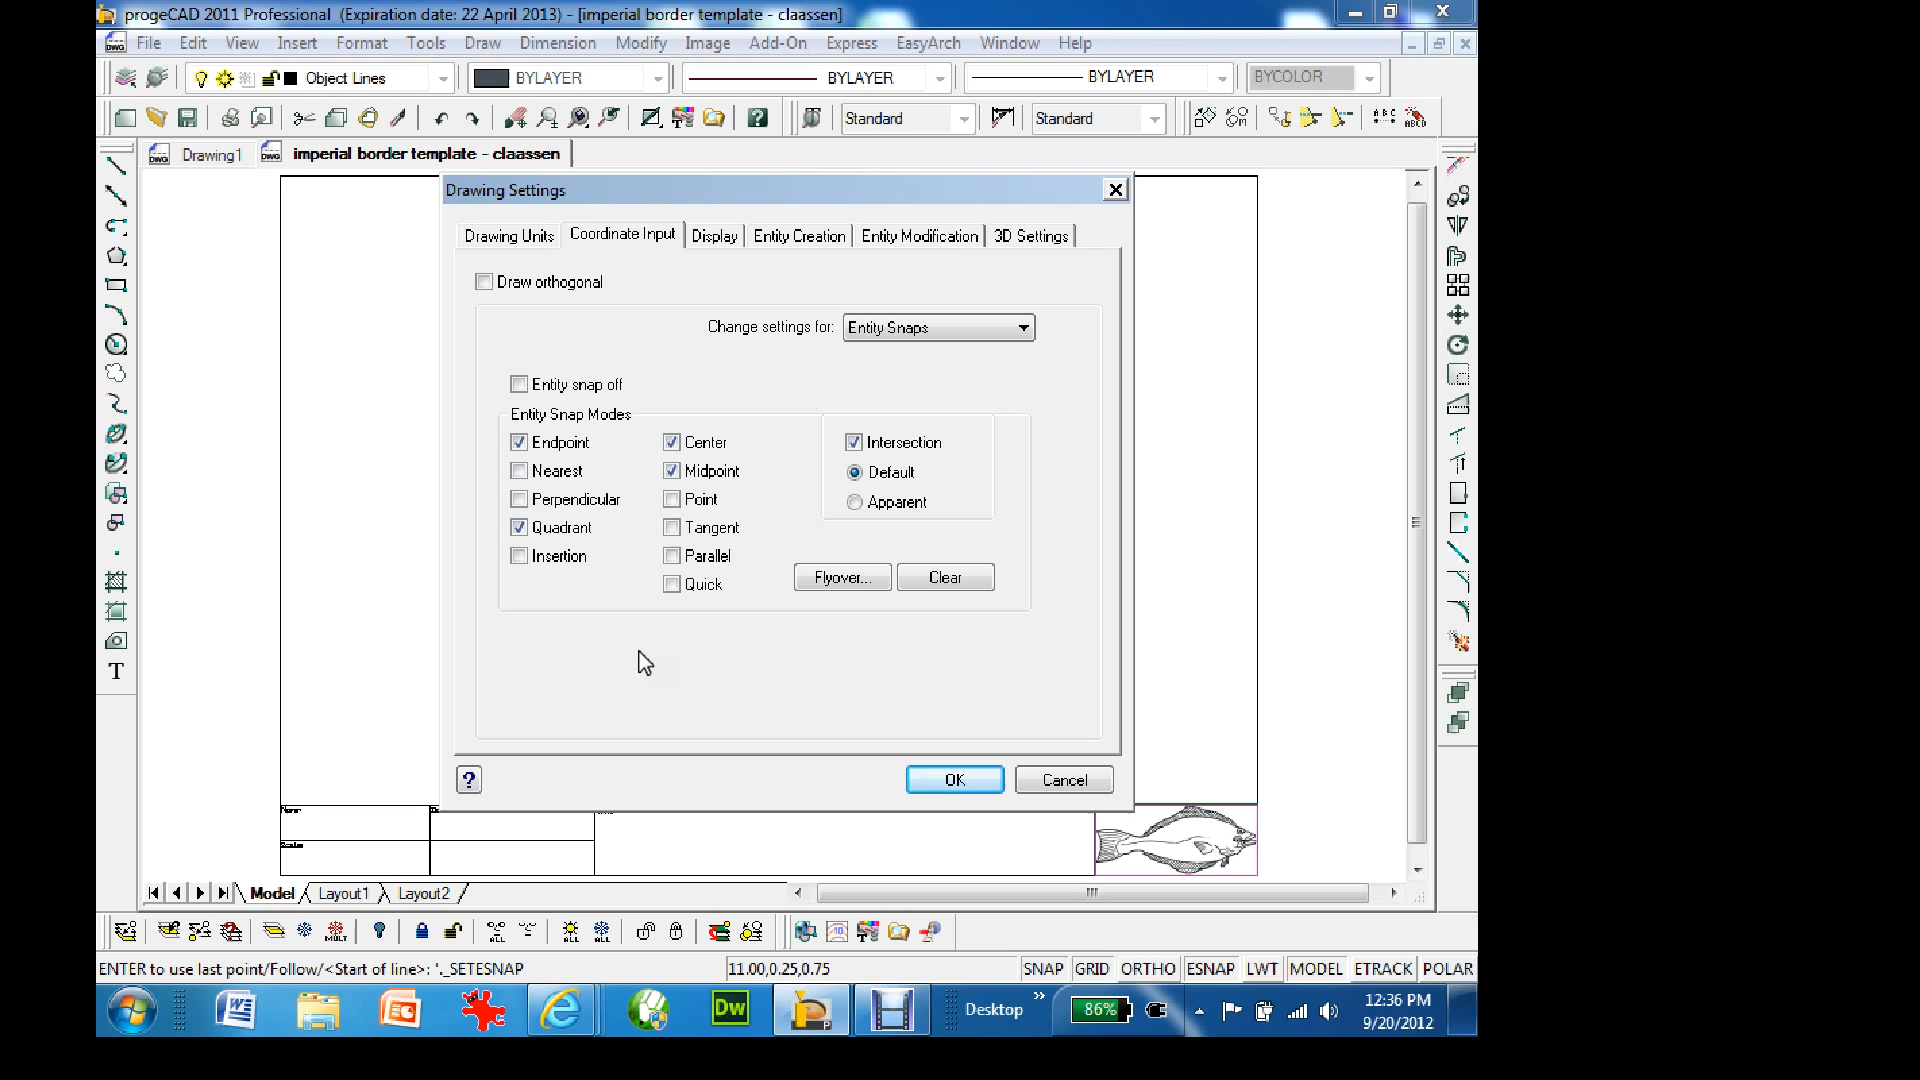 progeCAD 2011 Professional (Expiration date: 22 April 2013) - [imperial border template - claassen]
File Edit View Insert Format Tools Draw Dimension Modify Image Add-On Express EasyArch Window Help
Object Lines BYLAYER BYLAYER BYLAYER BYCOLOR
Standard Standard
Drawing1 imperial border template - claassen
Drawing Settings
Drawing Units Coordinate Input Display Entity Creation Entity Modification 3D Settings
Draw orthogonal
Change settings for: Entity Snaps
Entity snap off
Entity Snap Modes
Endpoint Center Intersection
Nearest Midpoint Default
Perpendicular Point Apparent
Quadrant Tangent
Insertion Parallel
Flyover... Clear
Quick
? OK Cancel
Model Layout1 Layout2
ENTER to use last point/Follow/<Start of line>: '._SETESNAP 11.00,0.25,0.75 SNAP GRID ORTHO ESNAP LWT MODEL ETRACK POLAR
Dw Desktop 86% 12:36 PM
9/20/2012